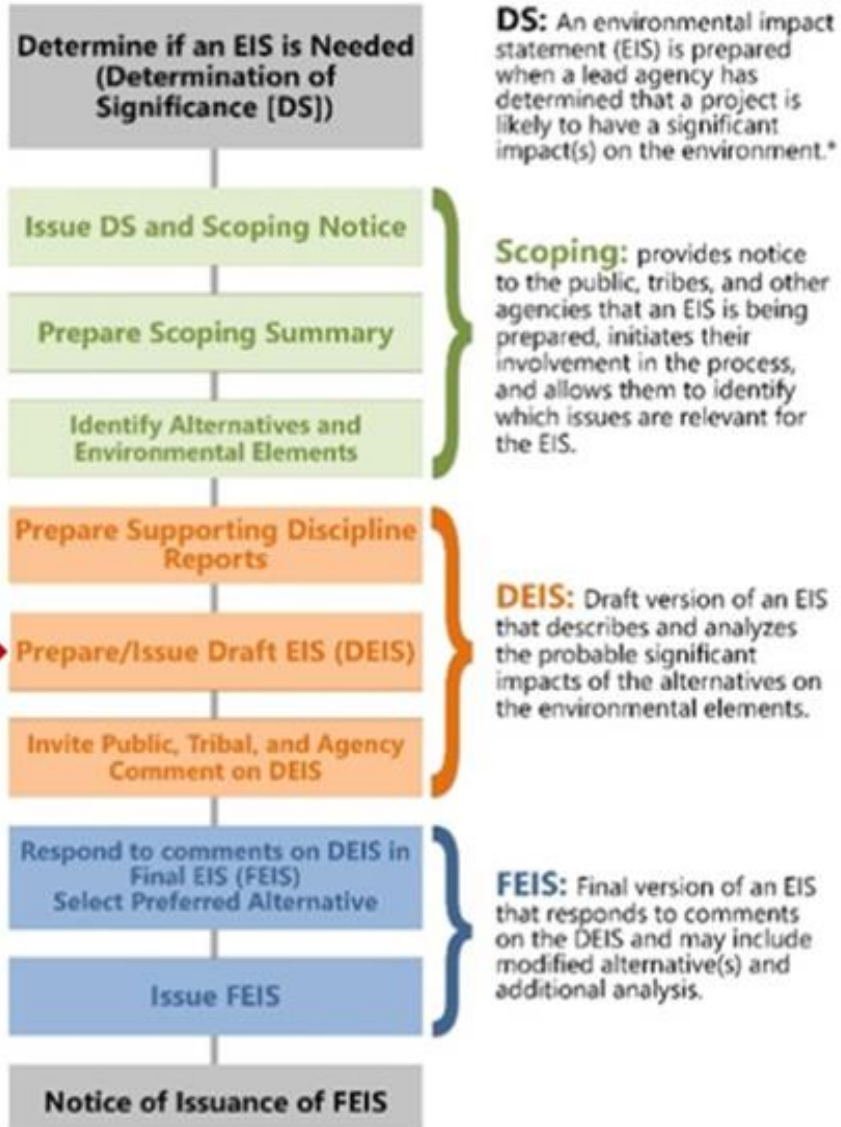 Determine if an EIS is Needed
(Determination of
Significance [DS])
DS: An environmental impact
statement (EIS) is prepared
when a lead agency has
determined that a project is
likely to have a significant
impact(s) on the environment.*
Issue DS and Scoping Notice
Prepare Scoping Summary
Identify Alternatives and
Environmental Elements
Scoping: provides notice
to the public, tribes, and other
agencies that an EIS is being
prepared, initiates their
involvement in the process,
and allows them to identify
which issues are relevant for
the EIS.
Prepare Supporting Discipline
Reports
Prepare/Issue Draft EIS (DEIS)
Invite Public, Tribal, and Agency
Comment on DEIS
DEIS: Draft version of an EIS
that describes and analyzes
the probable significant
impacts of the alternatives on
the environmental elements.
Respond to comments on DEIS in
Final EIS (FEIS)
Select Preferred Alternative
Issue FEIS
FEIS: Final version of an EIS
that responds to comments
on the DEIS and may include
modified alternative(s) and
additional analysis.
Notice of Issuance of FEIS